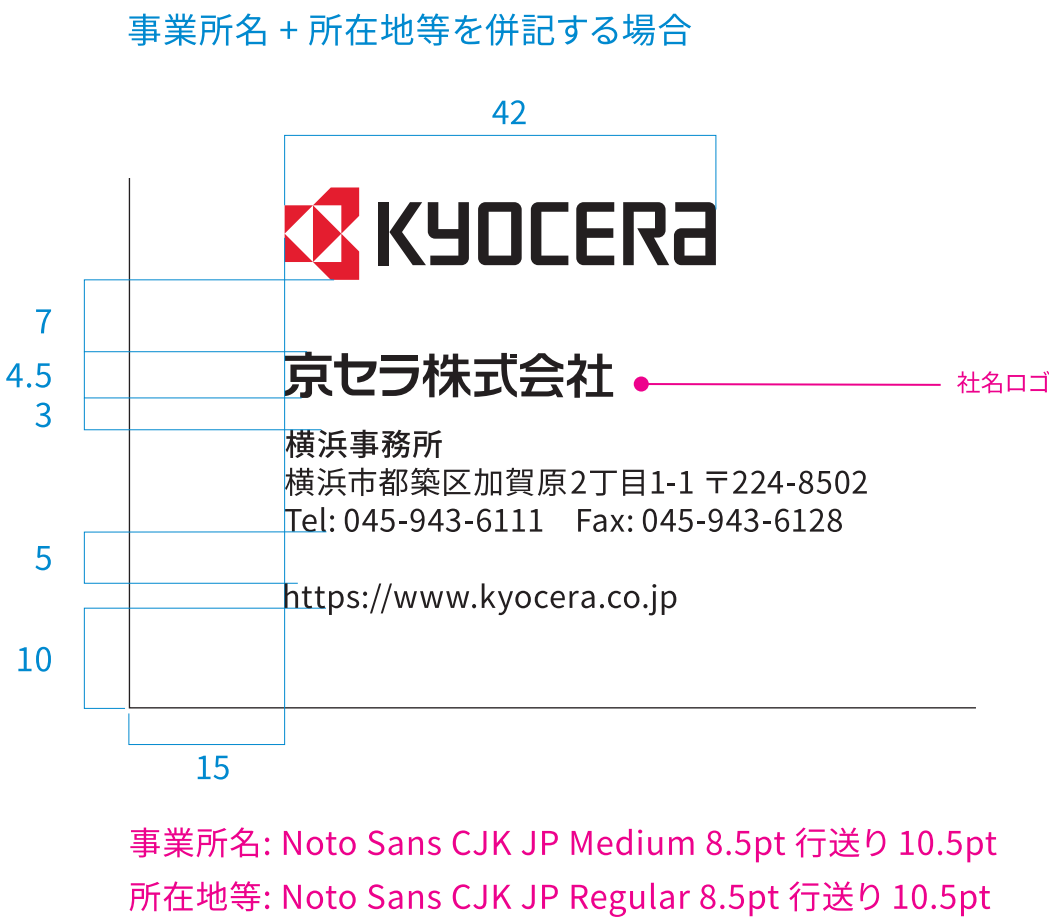 事業所名 + 所在地等を併記する場合
42
KYOCERA
7
4.5
京セラ株式会社
社名ロゴ
3
横浜事務所
横浜市都築区加賀原2丁目1-1 〒224-8502
Tel: 045-943-6111　Fax: 045-943-6128
5
https://www.kyocera.co.jp
10
15
事業所名: Noto Sans CJK JP Medium 8.5pt 行送り 10.5pt
所在地等: Noto Sans CJK JP Regular 8.5pt 行送り 10.5pt